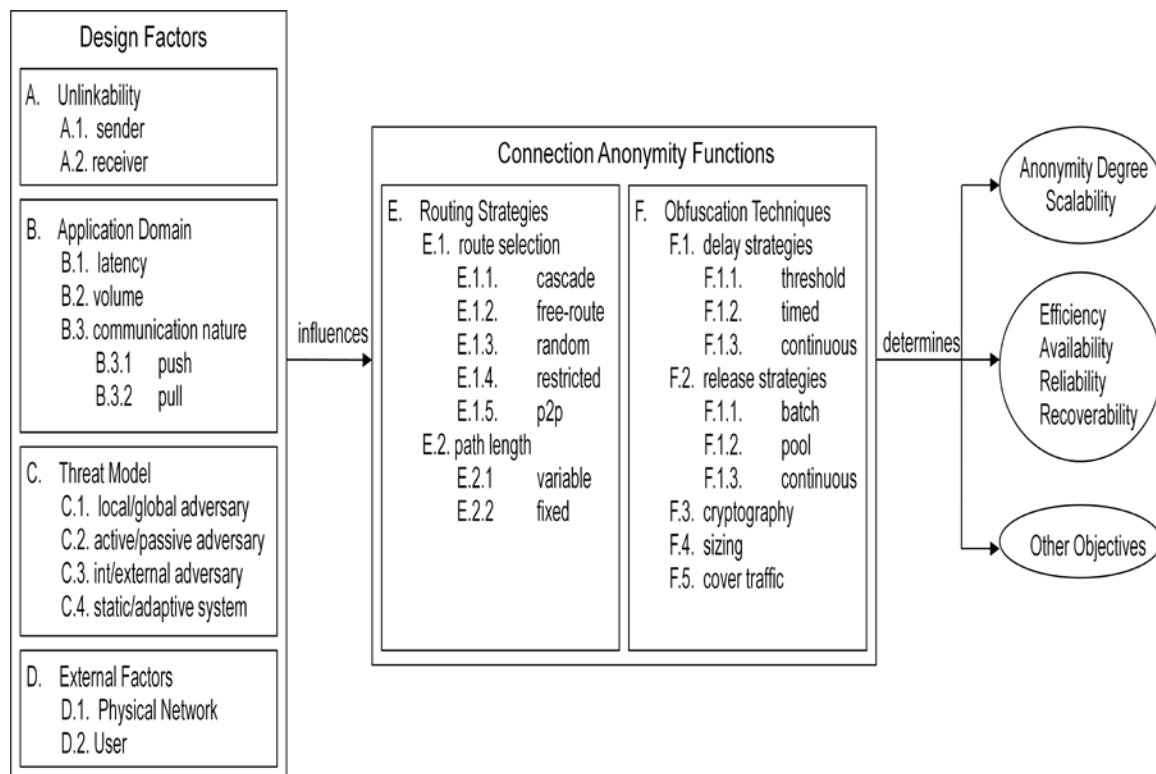 Design Factors
A. Unlinkability
A.1. sender
A.2. receiver
B. Application Domain
B.1. latency
B.2. volume
B.3. communication nature
B.3.1 push
B.3.2 pull
C. Threat Model
C.1. local/global adversary
C.2. active/passive adversary
C.3. int/external adversary
C.4. static/adaptive system
D. External Factors
D.1. Physical Network
D.2. User
influences
Connection Anonymity Functions
E. Routing Strategies
E.1. route selection
E.1.1. cascade
E.1.2. free-route
E.1.3. random
E.1.4. restricted
E.1.5. p2p
E.2. path length
E.2.1 variable
E.2.2 fixed
F. Obfuscation Techniques
F.1. delay strategies
F.1.1. threshold
F.1.2. timed
F.1.3. continuous
F.2. release strategies
F.1.1. batch
F.1.2. pool
F.1.3. continuous
F.3. cryptography
F.4. sizing
F.5. cover traffic
determines
Anonymity Degree
Scalability
Efficiency
Availability
Reliability
Recoverability
Other Objectives